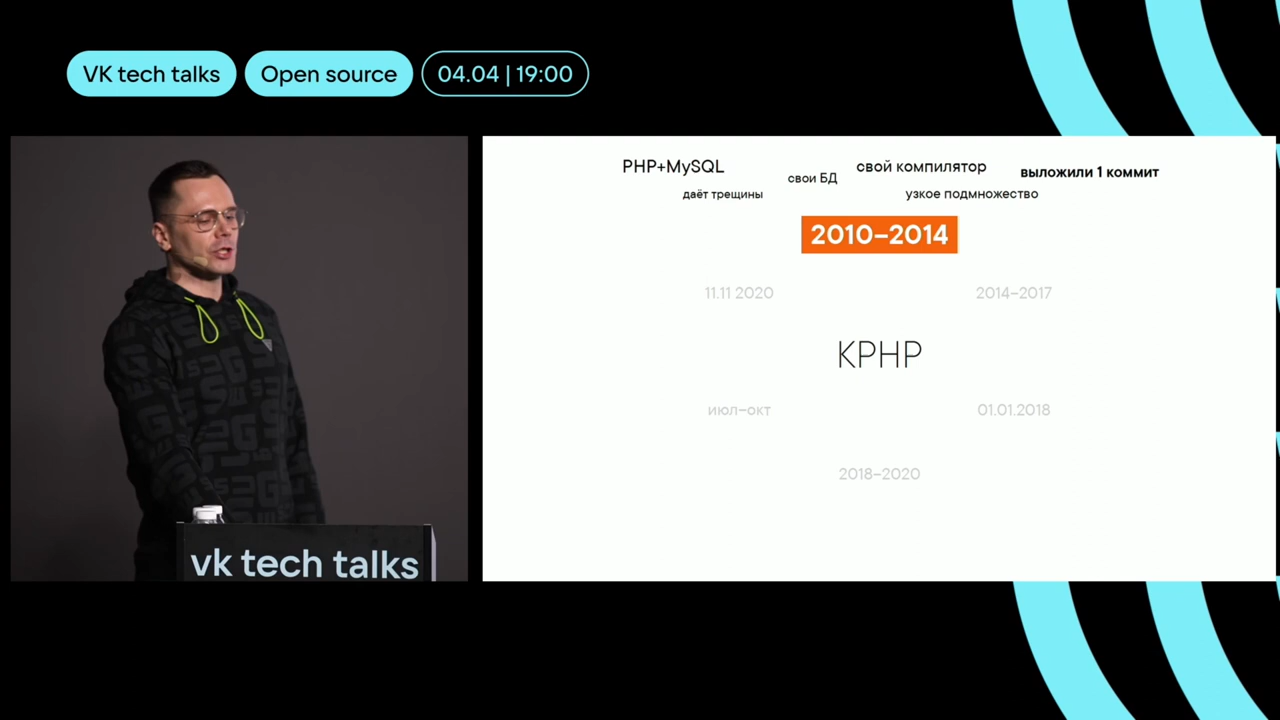 VK tech talks
Open source
04.04 | 19:00
PHP+MySQL
даёт трещины
свои БД
свой компилятор
узкое подмножество
выложили 1 коммит
2010–2014
11.11 2020
2014–2017
KPHP
июл–окт
01.01.2018
2018–2020
vk tech talks